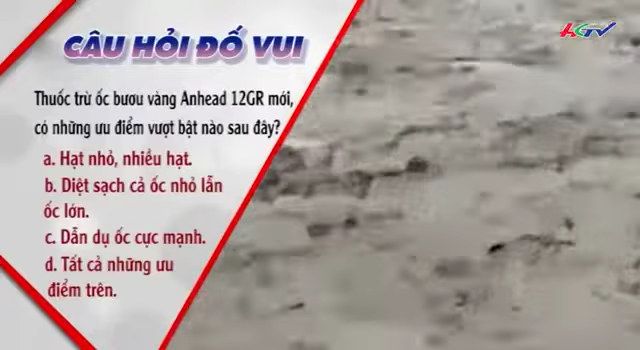 CÂU HỎI ĐỐ VUI
HGTV
Thuốc trừ ốc bươu vàng Anhead 12GR mới,
có những ưu điểm vượt bật nào sau đây?
a. Hạt nhỏ, nhiều hạt.
b. Diệt sạch cả ốc nhỏ lẫn
ốc lớn.
c. Dẫn dụ ốc cực mạnh.
d. Tất cả những ưu
điểm trên.